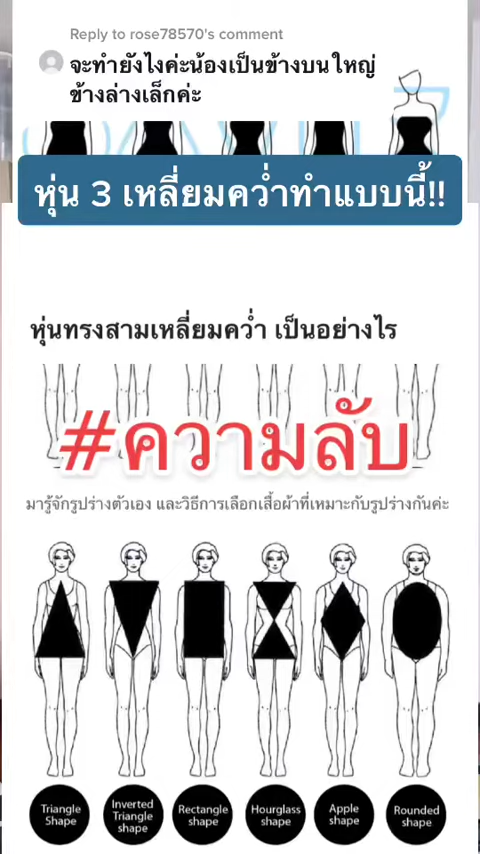 Reply to rose78570's comment
จะทำยังไงค่ะน้องเป็นข้างบนใหญ่
ข้างล่างเล็กค่ะ
หุ่น 3 เหลี่ยมคว่ำทำแบบนี้!!
หุ่นทรงสามเหลี่ยมคว่ำ เป็นอย่างไร
#ความลับ
มารู้จักรูปร่างตัวเอง และวิธีการเลือกเสื้อผ้าที่เหมาะกับรูปร่างกันค่ะ
Triangle
Shape
Inverted
Triangle
shape
Rectangle
shape
Hourglass
shape
Apple
shape
Rounded
shape